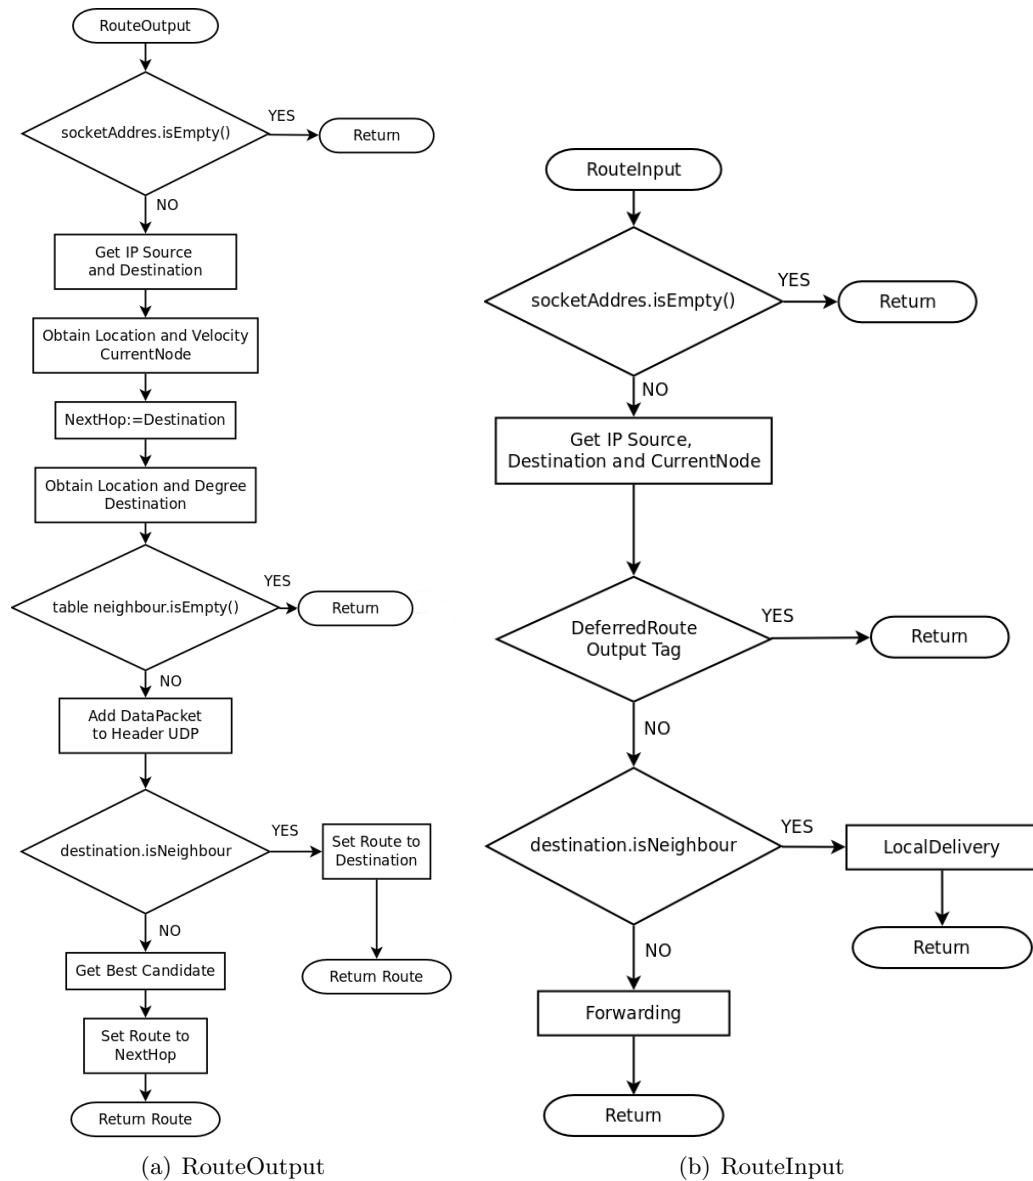 RouteOutput
socketAddres.isEmpty()
YES
Return
NO
Get IP Source
and Destination
Obtain Location and Velocity
CurrentNode
NextHop:=Destination
Obtain Location and Degree
Destination
table neighbour.isEmpty()
YES
Return
NO
Add DataPacket
to Header UDP
destination.isNeighbour
YES
Set Route to
Destination
Return Route
NO
Get Best Candidate
Set Route to
NextHop
Return Route
(a) RouteOutput
RouteInput
socketAddres.isEmpty()
YES
Return
NO
Get IP Source,
Destination and CurrentNode
DeferredRoute
Output Tag
YES
Return
NO
destination.isNeighbour
YES
LocalDelivery
Return
NO
Forwarding
Return
(b) RouteInput